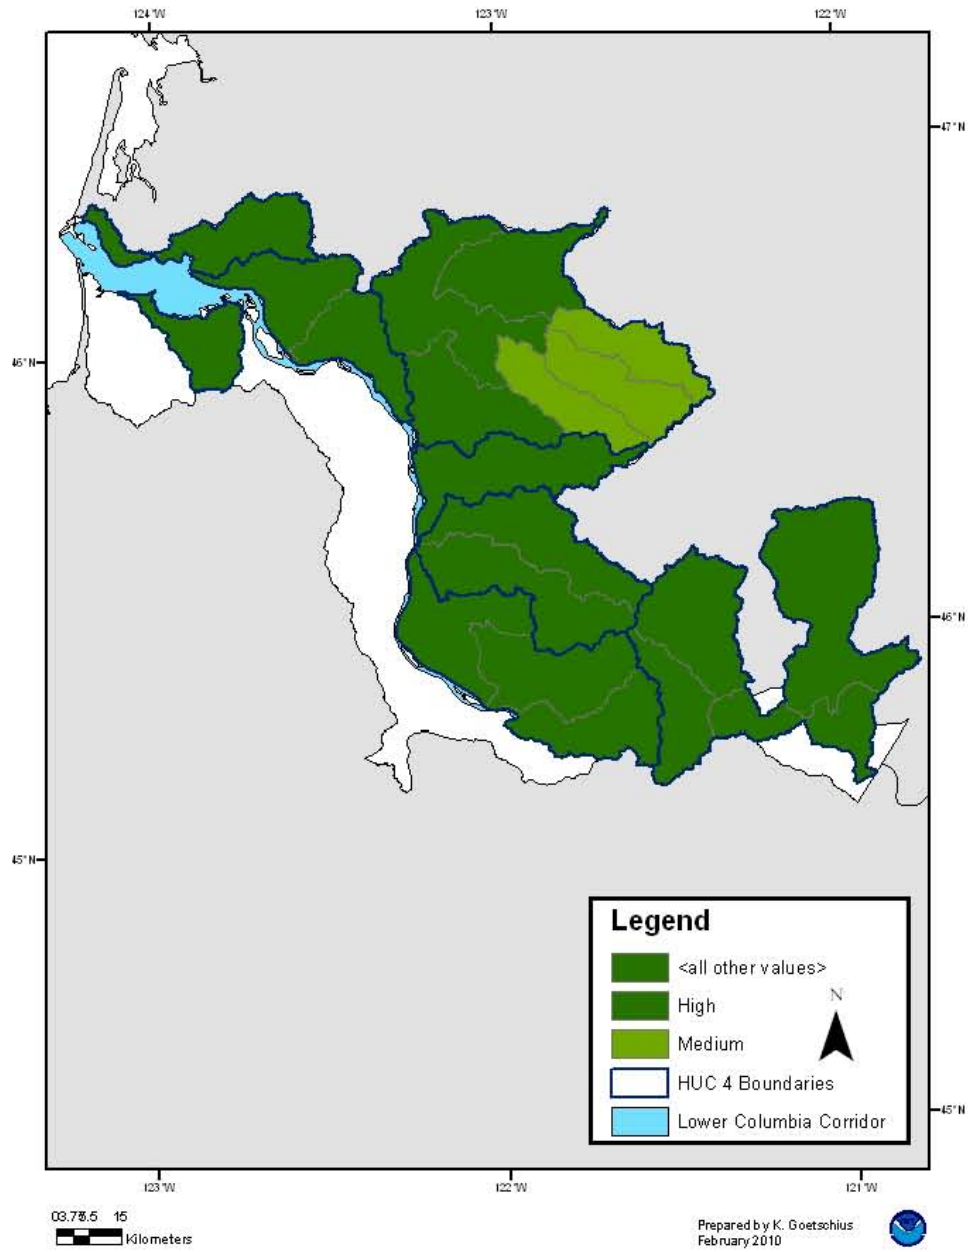 124°W 123°W 122°W
47°N
46°N
46°N
45°N
Legend
<all other values>
High
N
Medium
HUC 4 Boundaries
Lower Columbia Corridor
45°N
123°W 122°W 121°W
15
Kilometers
Prepared by K. Goetschius
February 2010